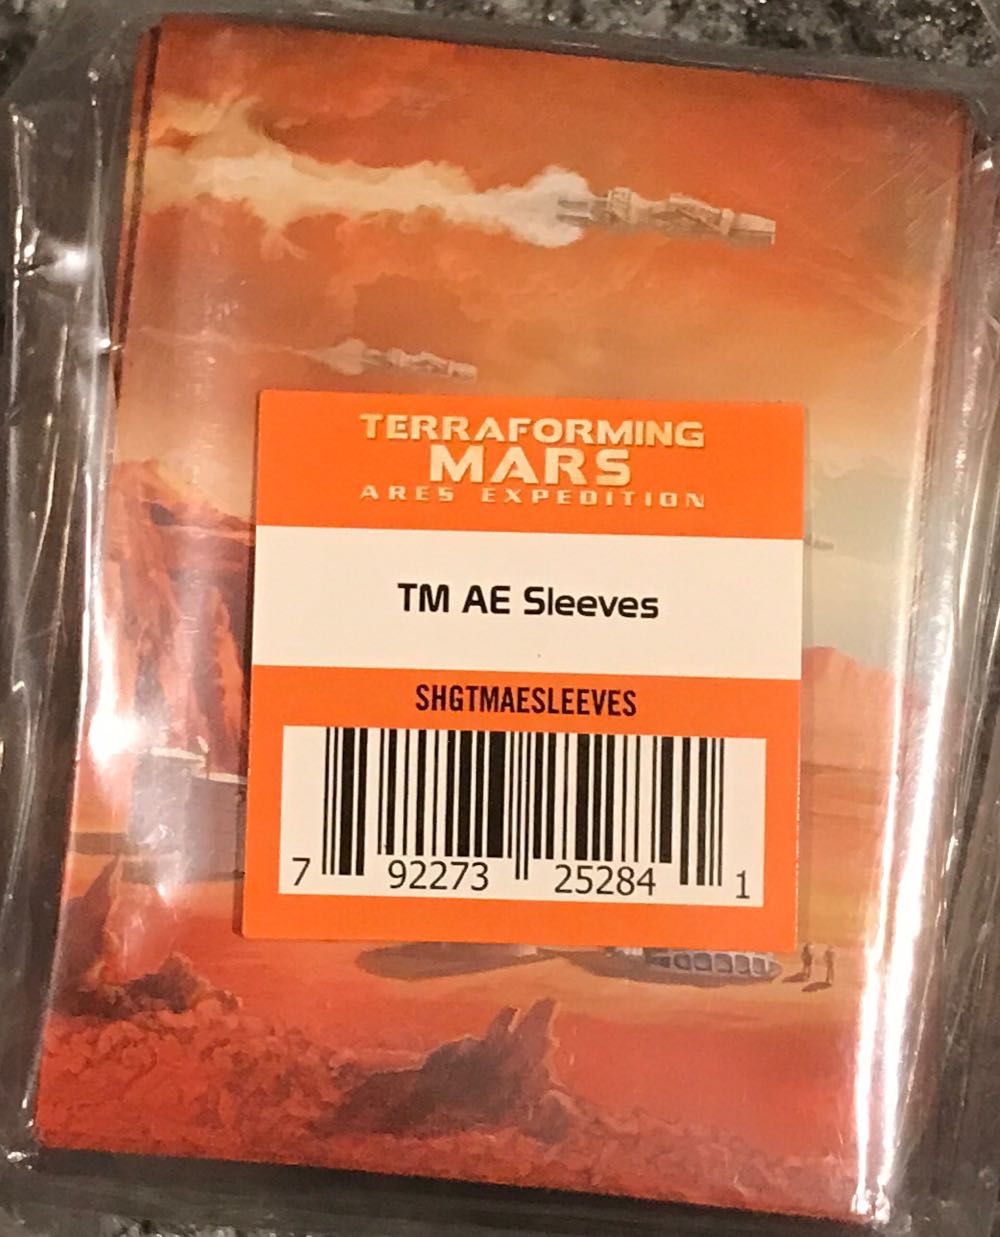 TERRAFORMING
MARS
ARES EXPEDITION
TM AE Sleeves
SHGTMAESLEEVES
7 92273 25284 1